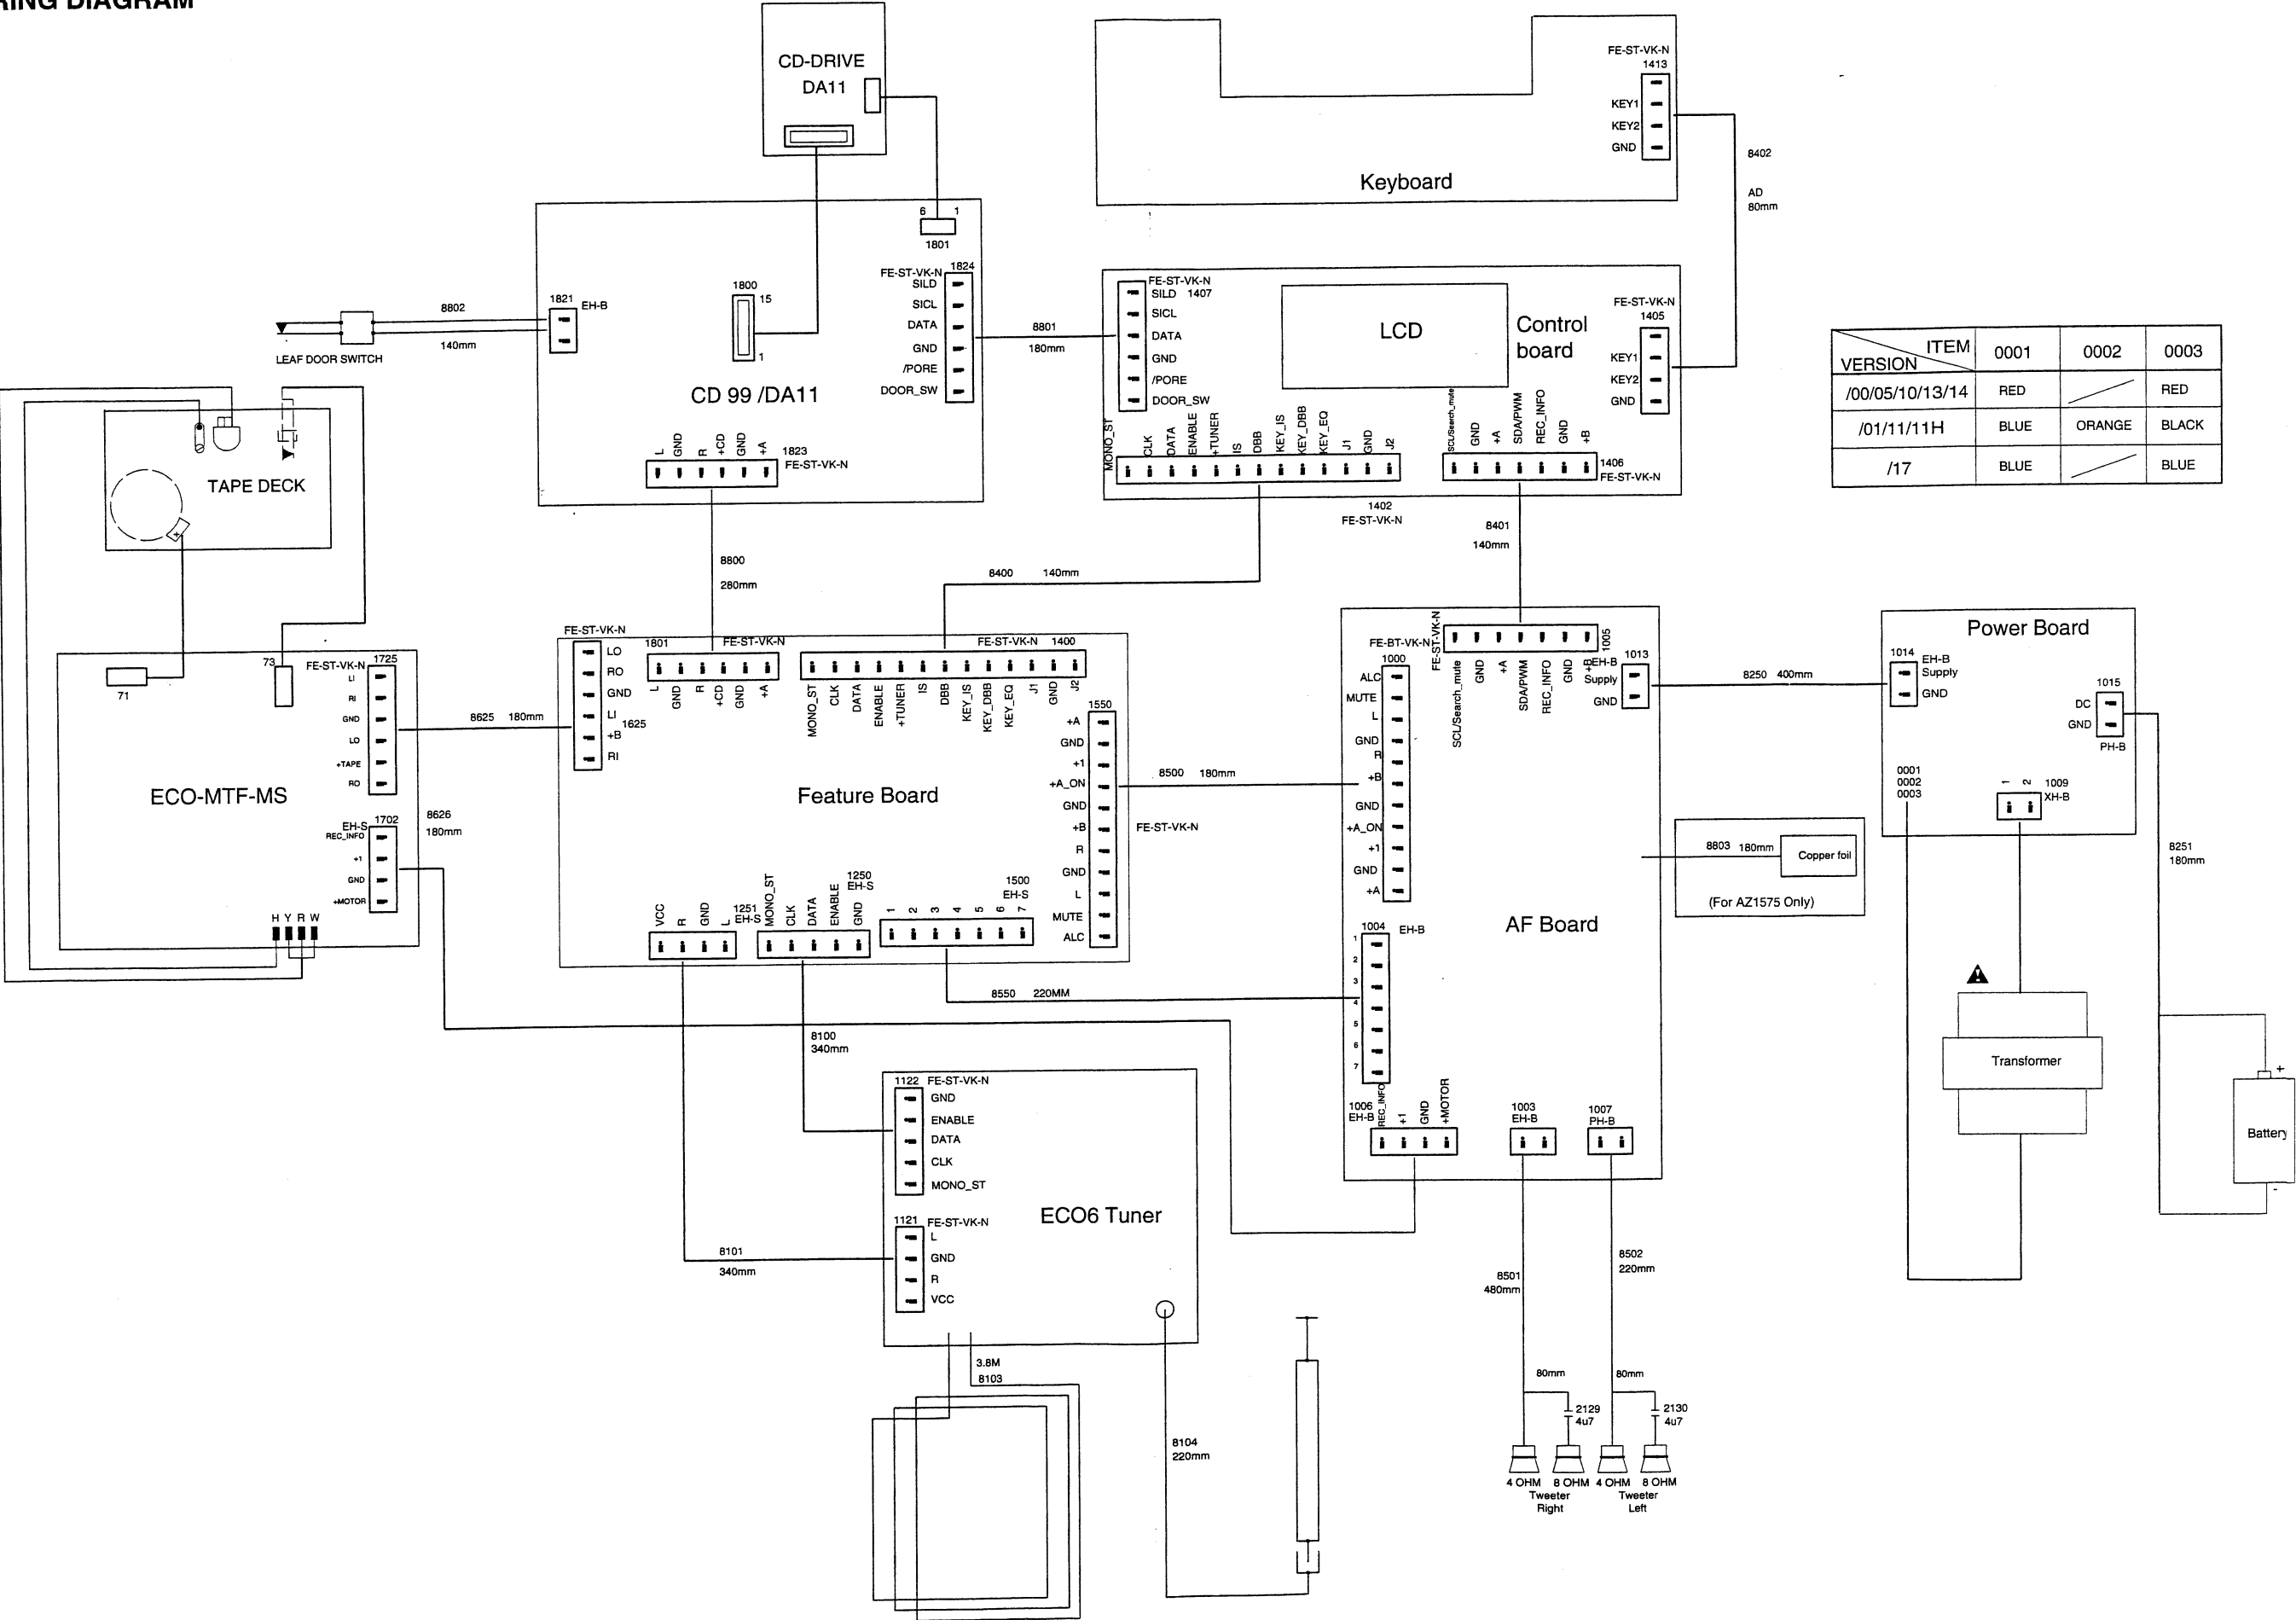 RING DIAGRAM
CD-DRIVE
DA11
6 1
1801
FE-ST-VK-N
1824
SILD
SICL
DATA
GND
/PORE
DOOR_SW
1821
EH-B
1800
15
1
CD 99 /DA11
L
GND
R
+CD
GND
+A
1823
FE-ST-VK-N
8802
140mm
LEAF DOOR SWITCH
TAPE DECK
+
FE-ST-VK-N
1413
KEY1
KEY2
GND
Keyboard
8402
AD
80mm
8801
180mm
FE-ST-VK-N
SILD 1407
SICL
DATA
GND
/PORE
DOOR_SW
LCD
Control
board
FE-ST-VK-N
1405
KEY1
KEY2
GND
MONO_ST
CLK
DATA
ENABLE
+TUNER
IS
DBB
KEY_IS
KEY_DBB
KEY_EQ
J1
GND
J2
1402
FE-ST-VK-N
SCL/Search_mute
GND
+A
SDA/PWM
REC_INFO
GND
+B
1406
FE-ST-VK-N
ITEM
VERSION
0001 0002 0003
/00/05/10/13/14 RED RED
/01/11/11H BLUE ORANGE BLACK
/17 BLUE BLUE
8800
280mm
8400 140mm
8401
140mm
71
73
FE-ST-VK-N
1725
LI
RI
GND
LO
+TAPE
RO
ECO-MTF-MS
EH-S
1702
REC_INFO
+1
GND
+MOTOR
H Y R W
8625 180mm
8626
180mm
FE-ST-VK-N
LO
RO
GND
LI
1625
+B
RI
1801
FE-ST-VK-N
L
GND
R
+CD
GND
+A
FE-ST-VK-N 1400
MONO_ST
CLK
DATA
ENABLE
+TUNER
IS
DBB
KEY_IS
KEY_DBB
KEY_EQ
J1
GND
J2
1550
+A
GND
+1
+A_ON
GND
+B
R
GND
L
MUTE
ALC
FE-ST-VK-N
Feature Board
VCC
R
GND
L
1251
EH-S
MONO_ST
CLK
DATA
ENABLE
GND
1250
EH-S
1 2 3 4 5 6 7
1500
EH-S
8500 180mm
8550 220MM
8100
340mm
8101
340mm
FE-ST-VK-N
1005
SCL/Search_mute
GND
+A
SDA/PWM
REC_INFO
GND
+B
FE-BT-VK-N
1000
ALC
MUTE
L
GND
R
+B
GND
+A_ON
+1
GND
+A
1013
EH-B
Supply
GND
AF Board
1004
EH-B
1
2
3
4
5
6
7
1006
EH-B
REC_INFO
+1
GND
+MOTOR
1003
EH-B
1007
PH-B
8250 400mm
8803 180mm
Copper foil
(For AZ1575 Only)
Power Board
1014
EH-B
Supply
GND
1015
DC
GND
PH-B
0001
0002
0003
1 2
1009
XH-B
8251
180mm
Transformer
+
Battery
-
1122 FE-ST-VK-N
GND
ENABLE
DATA
CLK
MONO_ST
1121 FE-ST-VK-N
L
GND
R
VCC
ECO6 Tuner
3.8M
8103
8104
220mm
8501
480mm
8502
220mm
80mm
80mm
2129
4u7
2130
4u7
4 OHM 8 OHM 4 OHM 8 OHM
Tweeter
Right
Tweeter
Left